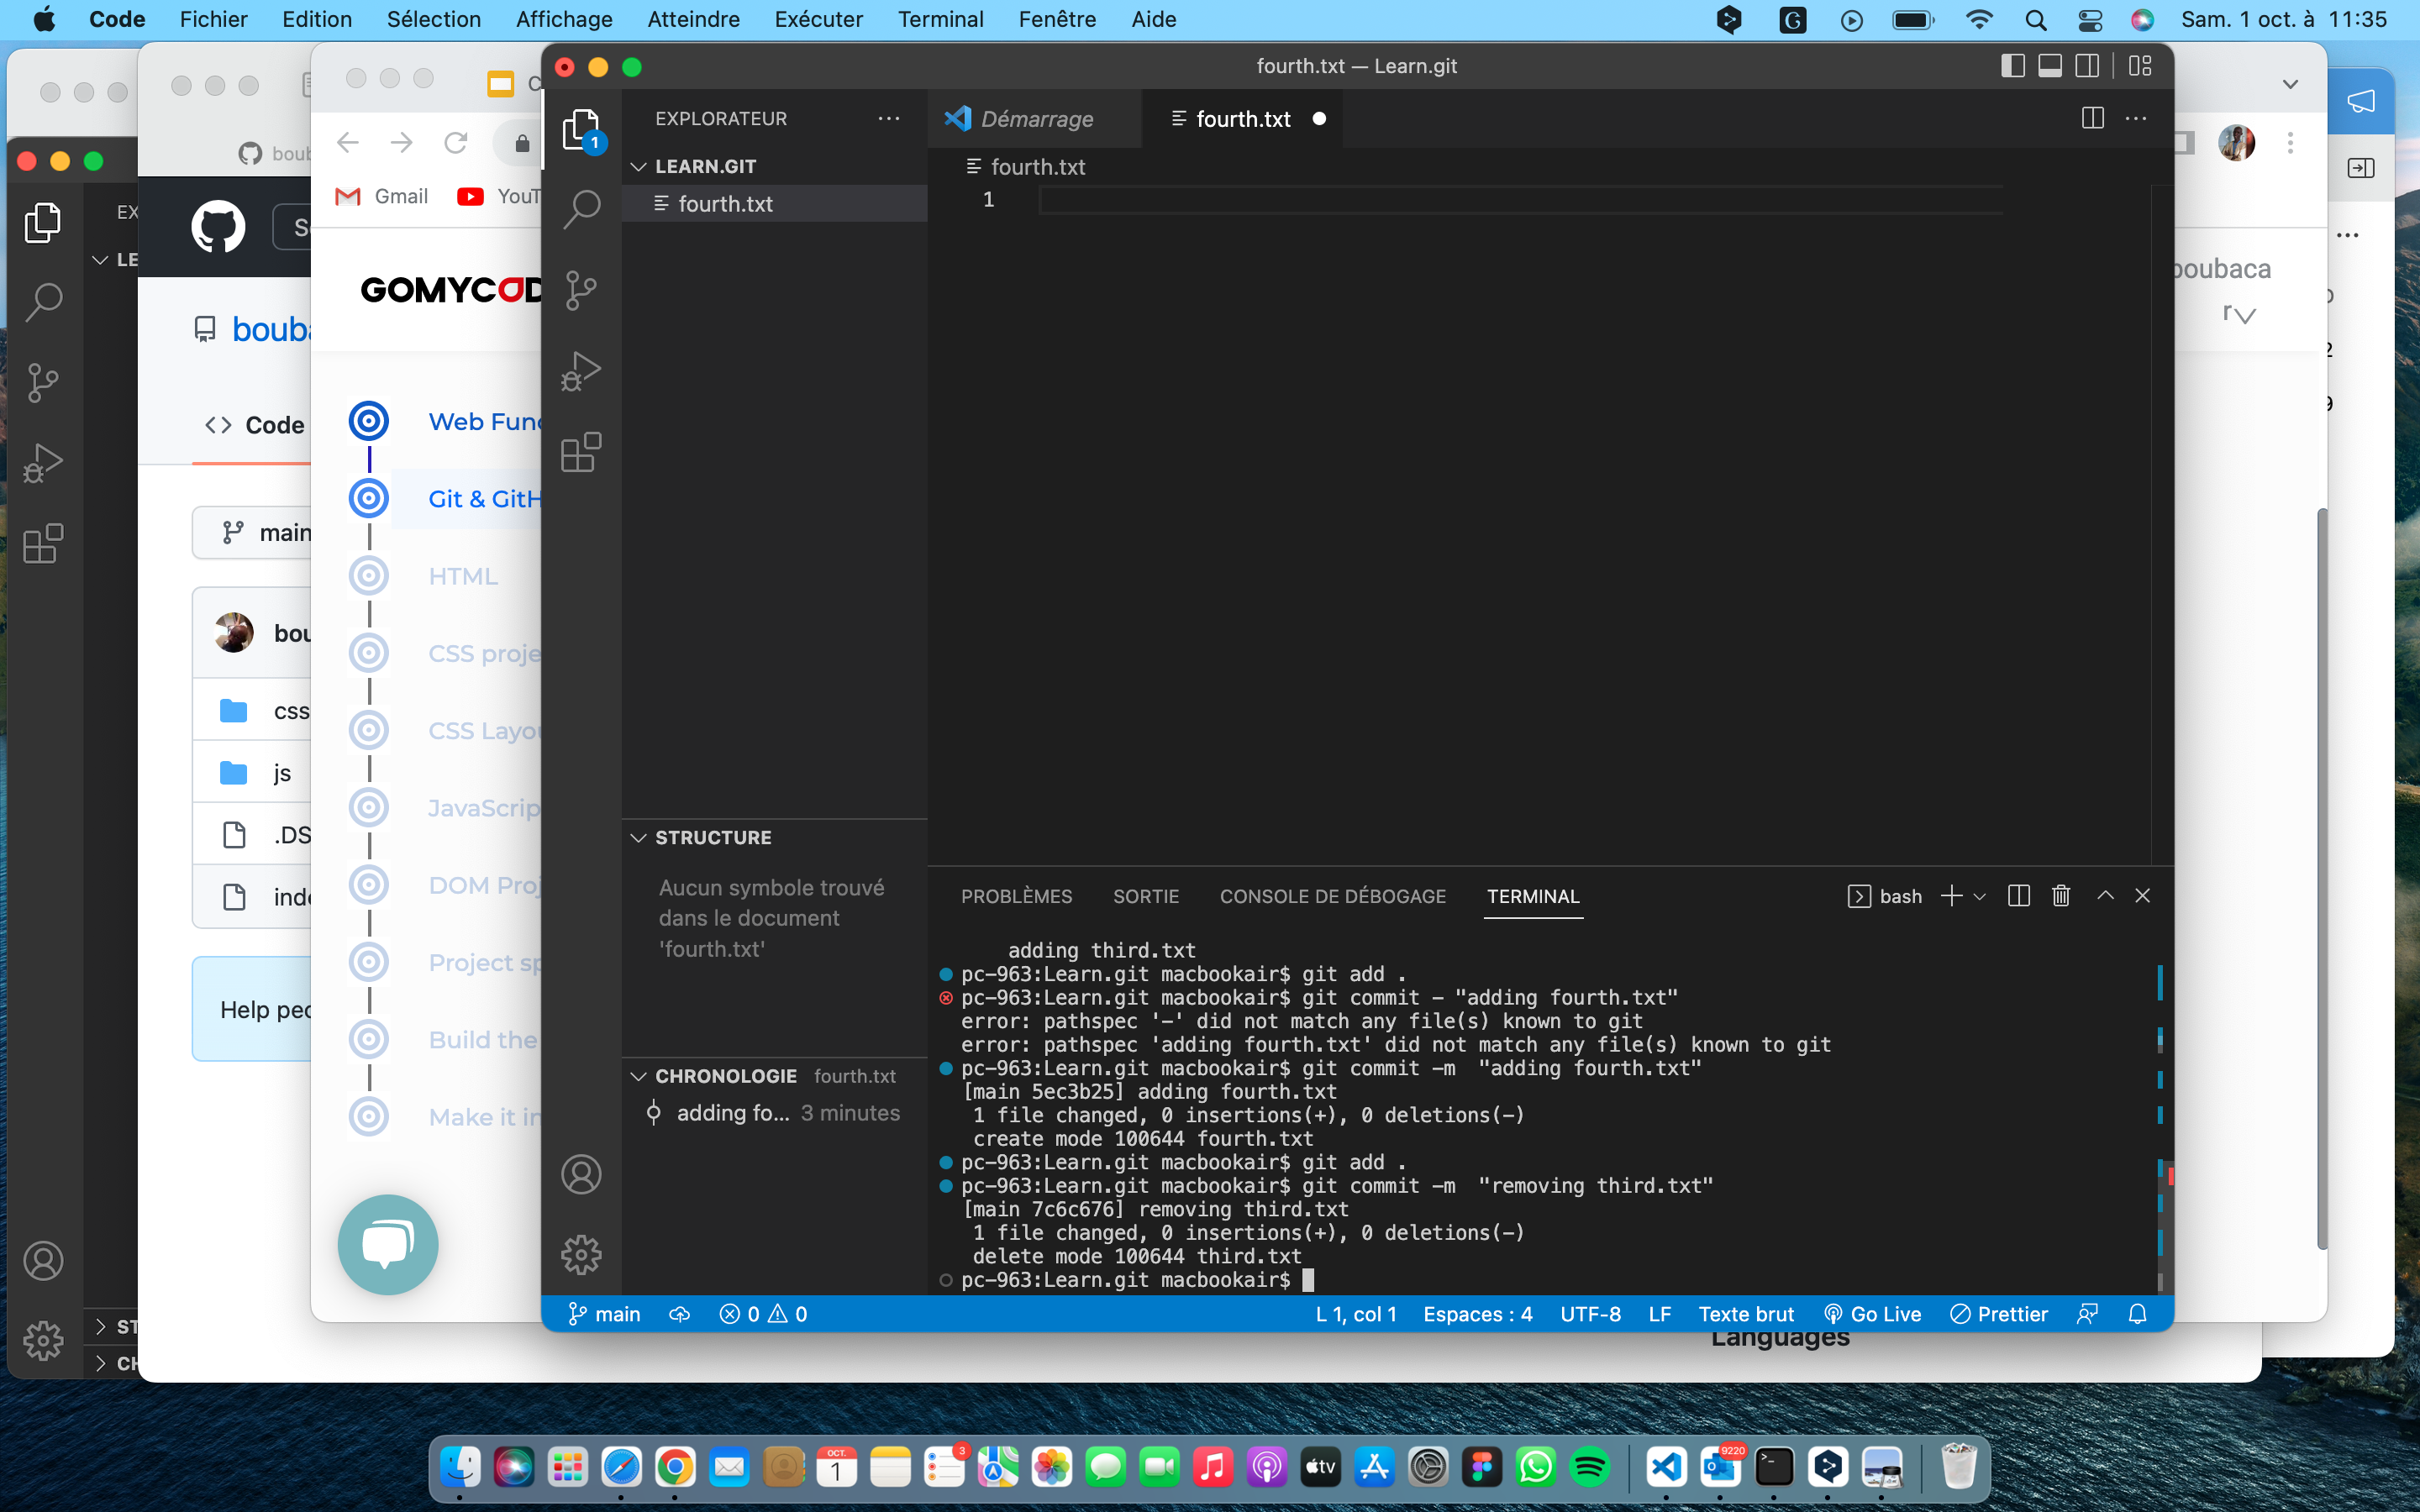 Code Fichier Edition Sélection Affichage Atteindre Exécuter Terminal Fenêtre Aide Sam. 1 oct. à 11:35
fourth.txt — Learn.git
EXPLORATEUR
Démarrage
fourth.txt
1
LEARN.GIT
fourth.txt
fourth.txt
1
STRUCTURE
Aucun symbole trouvé
dans le document
'fourth.txt'
CHRONOLOGIE fourth.txt
adding fo... 3 minutes
PROBLÈMES SORTIE CONSOLE DE DÉBOGAGE TERMINAL bash
adding third.txt
pc-963:Learn.git macbookair$ git add .
pc-963:Learn.git macbookair$ git commit - "adding fourth.txt"
error: pathspec '-' did not match any file(s) known to git
error: pathspec 'adding fourth.txt' did not match any file(s) known to git
pc-963:Learn.git macbookair$ git commit -m  "adding fourth.txt"
[main 5ec3b25] adding fourth.txt
1 file changed, 0 insertions(+), 0 deletions(-)
create mode 100644 fourth.txt
pc-963:Learn.git macbookair$ git add .
pc-963:Learn.git macbookair$ git commit -m  "removing third.txt"
[main 7c6c676] removing third.txt
1 file changed, 0 insertions(+), 0 deletions(-)
delete mode 100644 third.txt
pc-963:Learn.git macbookair$
main 0 0 L 1, col 1 Espaces : 4 UTF-8 LF Texte brut Go Live Prettier
Gmail YouT
GOMYCOD
Web Func
Git & GitH
HTML
CSS proje
CSS Layou
JavaScrip
DOM Proj
Project sp
Build the
Make it in
boub
Se
bouba
Code
main
bou
css
js
.DS
inde
Help peo
EX
LE
ST
CH
boubaca
r
Languages
OCT.
1
3
tv
9220